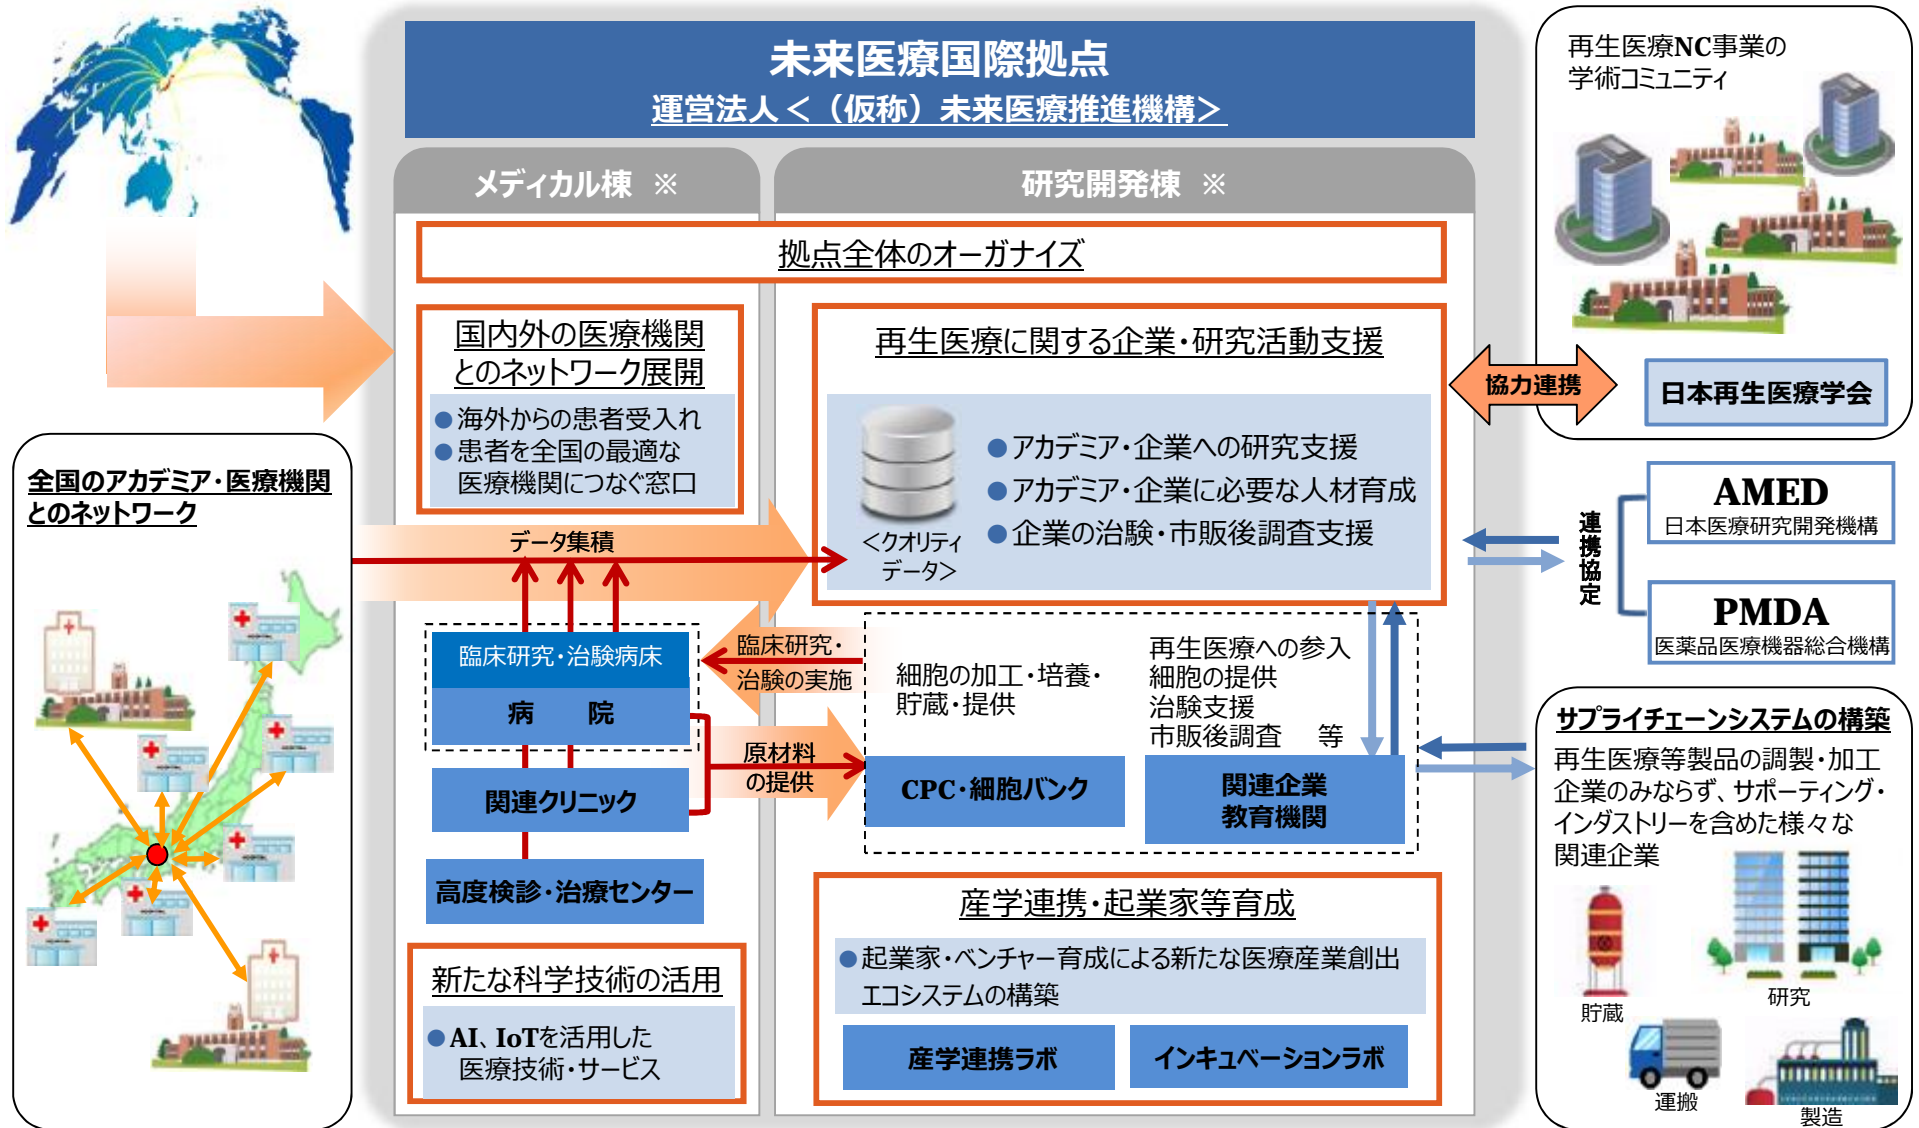 未来医療国際拠点
運営法人＜（仮称）未来医療推進機構＞
メディカル棟 ※
研究開発棟 ※
拠点全体のオーガナイズ
国内外の医療機関
とのネットワーク展開
●海外からの患者受入れ
●患者を全国の最適な
医療機関につなぐ窓口
再生医療に関する企業・研究活動支援
●アカデミア・企業への研究支援
●アカデミア・企業に必要な人材育成
●企業の治験・市販後調査支援
＜クオリティ
データ＞
データ集積
臨床研究・治験病床
病　院
関連クリニック
高度検診・治療センター
臨床研究・
治験の実施
原材料
の提供
細胞の加工・培養・
貯蔵・提供
再生医療への参入
細胞の提供
治験支援
市販後調査　等
CPC・細胞バンク
関連企業
教育機関
新たな科学技術の活用
●AI、IoTを活用した
医療技術・サービス
産学連携・起業家等育成
●起業家・ベンチャー育成による新たな医療産業創出
エコシステムの構築
産学連携ラボ
インキュベーションラボ
全国のアカデミア・医療機関
とのネットワーク
再生医療NC事業の
学術コミュニティ
協力連携
日本再生医療学会
連携協定
AMED
日本医療研究開発機構
PMDA
医薬品医療機器総合機構
サプライチェーンシステムの構築
再生医療等製品の調製・加工
企業のみならず、サポーティング・
インダストリーを含めた様々な
関連企業
貯蔵
研究
運搬
製造